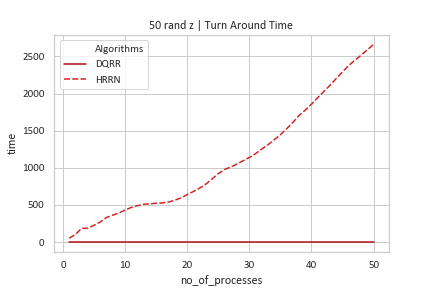 50 rand z | Turn Around Time
Algorithms
DQRR
HRRN
2500
2000
1500
1000
500
0
time
0 10 20 30 40 50
no_of_processes